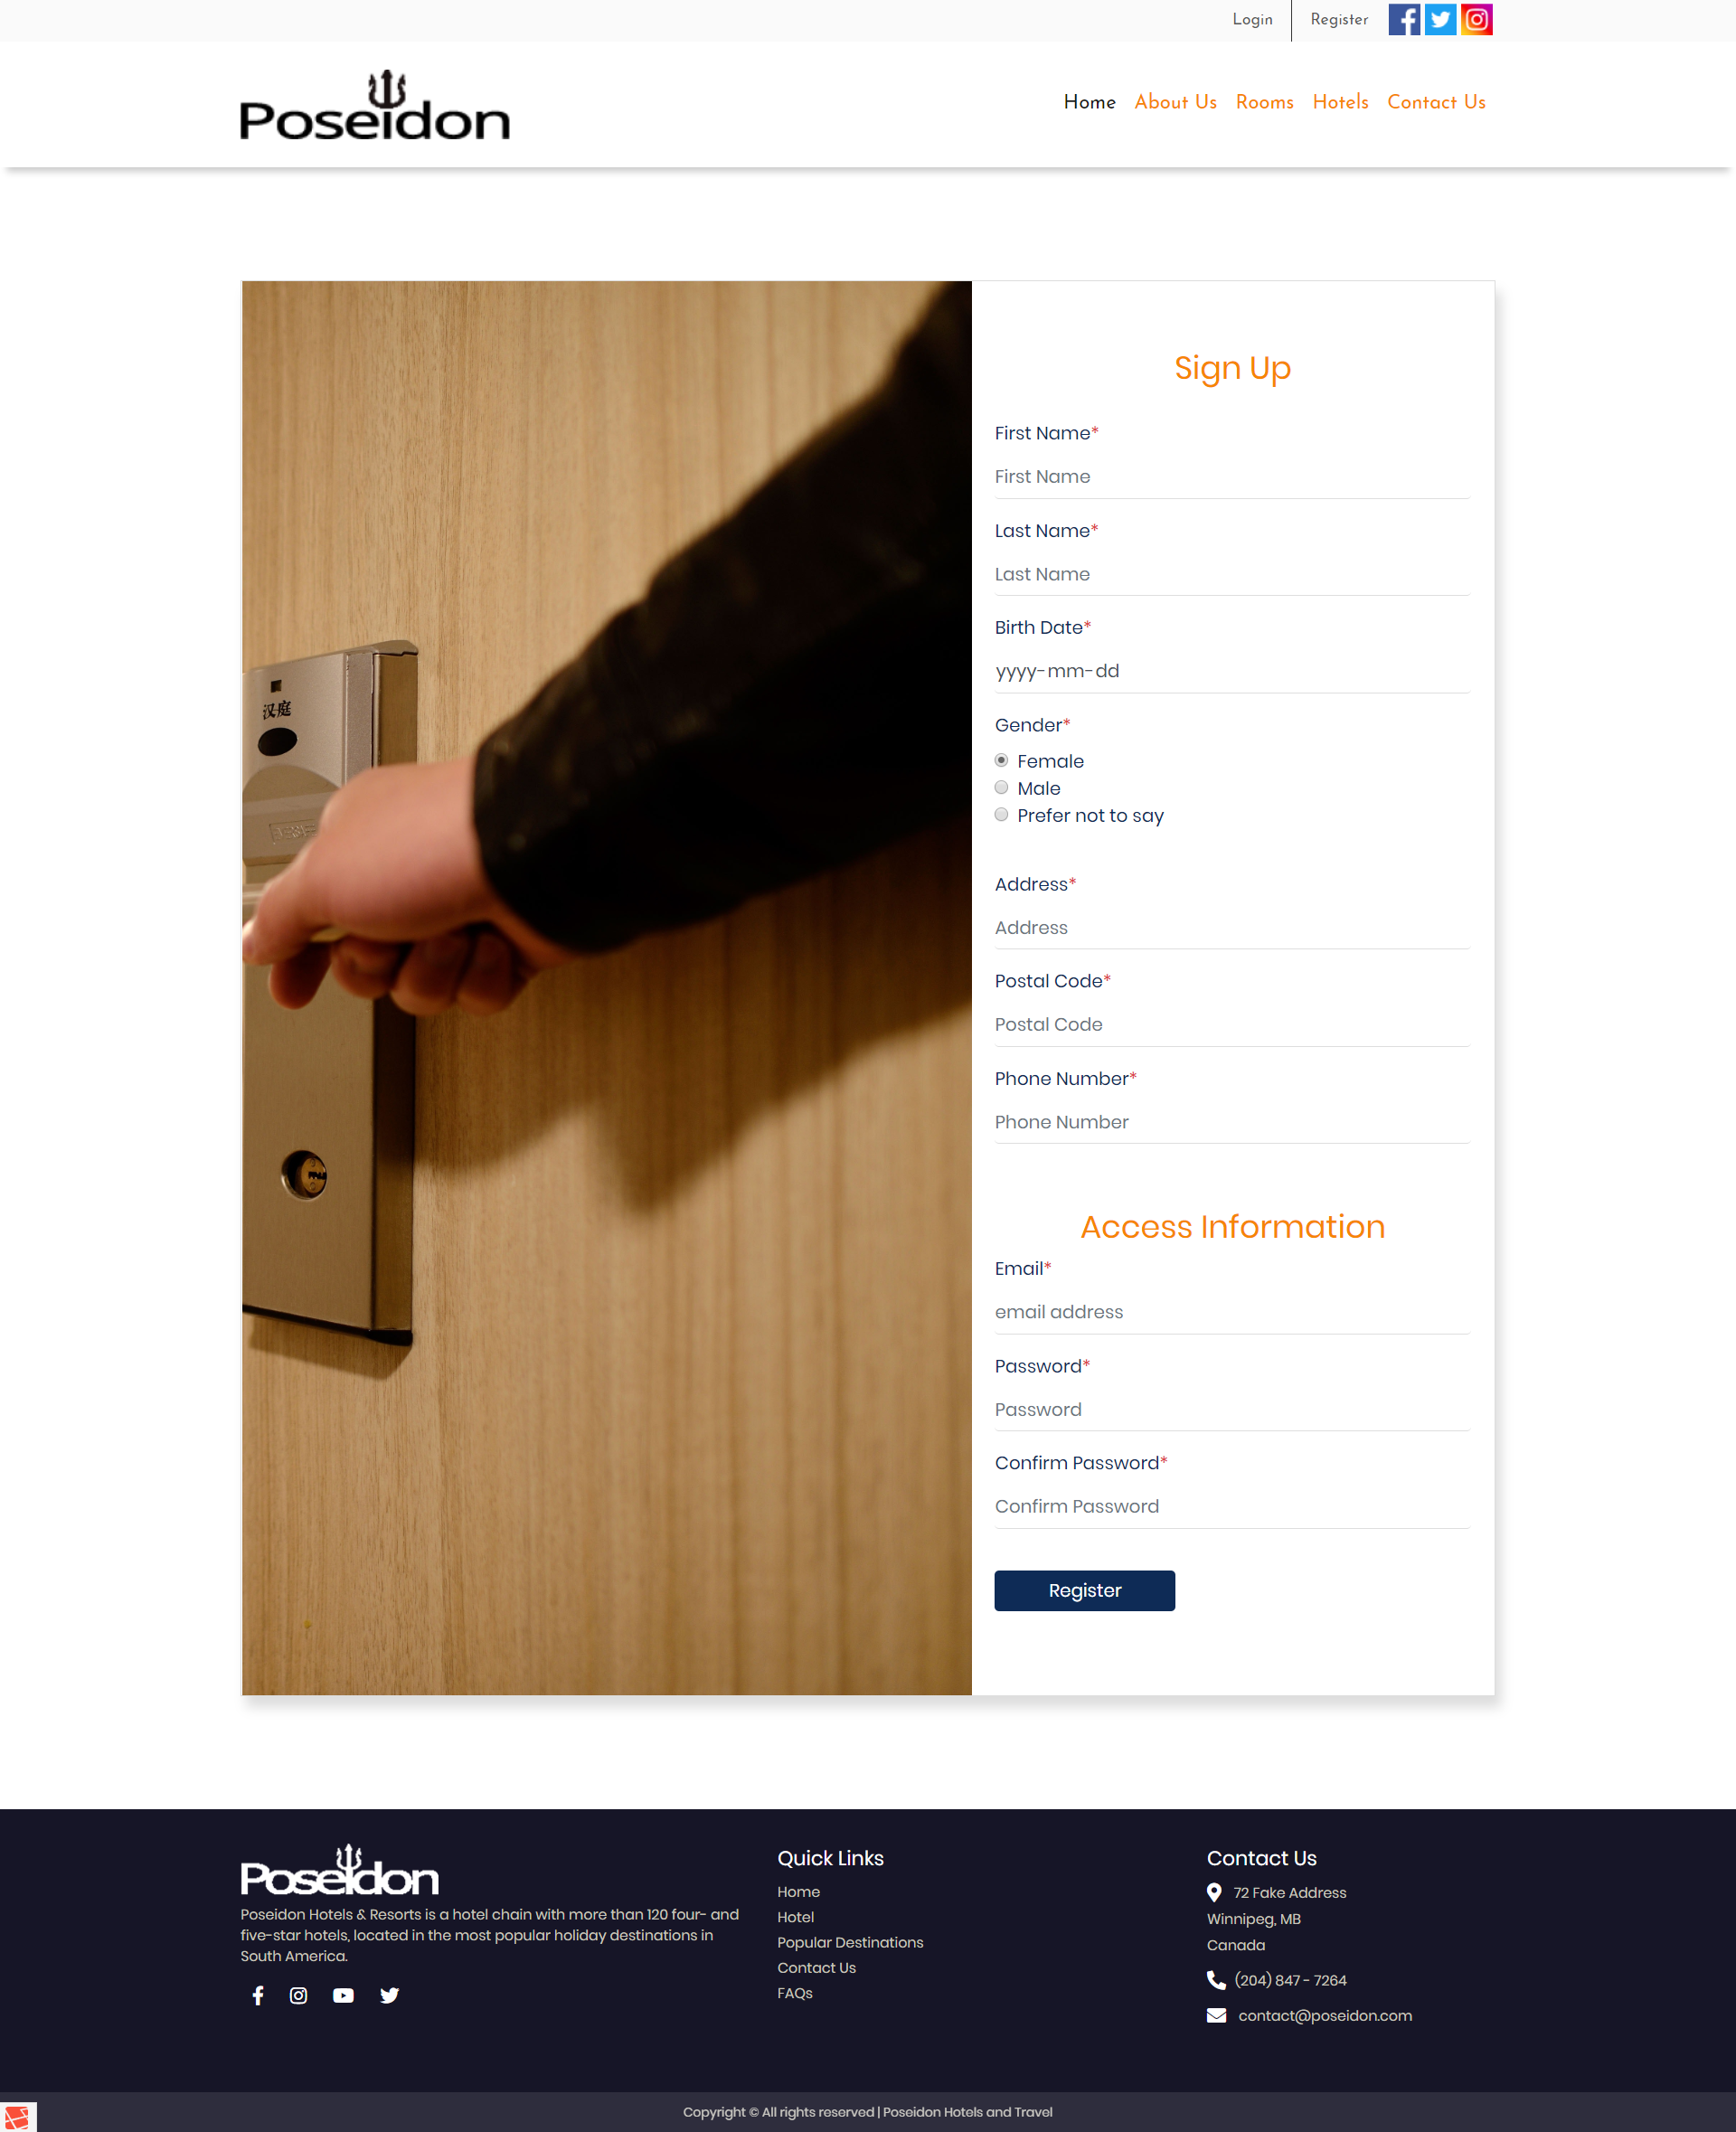 Login
Register
Poseidon
Home
About Us
Rooms
Hotels
Contact Us
汉庭
Sign Up
First Name*
First Name
Last Name*
Last Name
Birth Date*
yyyy-mm-dd
Gender*
Female
Male
Prefer not to say
Address*
Address
Postal Code*
Postal Code
Phone Number*
Phone Number
Access Information
Email*
email address
Password*
Password
Confirm Password*
Confirm Password
Register
Poseidon
Poseidon Hotels & Resorts is a hotel chain with more than 120 four- and
five-star hotels, located in the most popular holiday destinations in
South America.
Quick Links
Home
Hotel
Popular Destinations
Contact Us
FAQs
Contact Us
72 Fake Address
Winnipeg, MB
Canada
(204) 847 - 7264
contact@poseidon.com
Copyright © All rights reserved | Poseidon Hotels and Travel